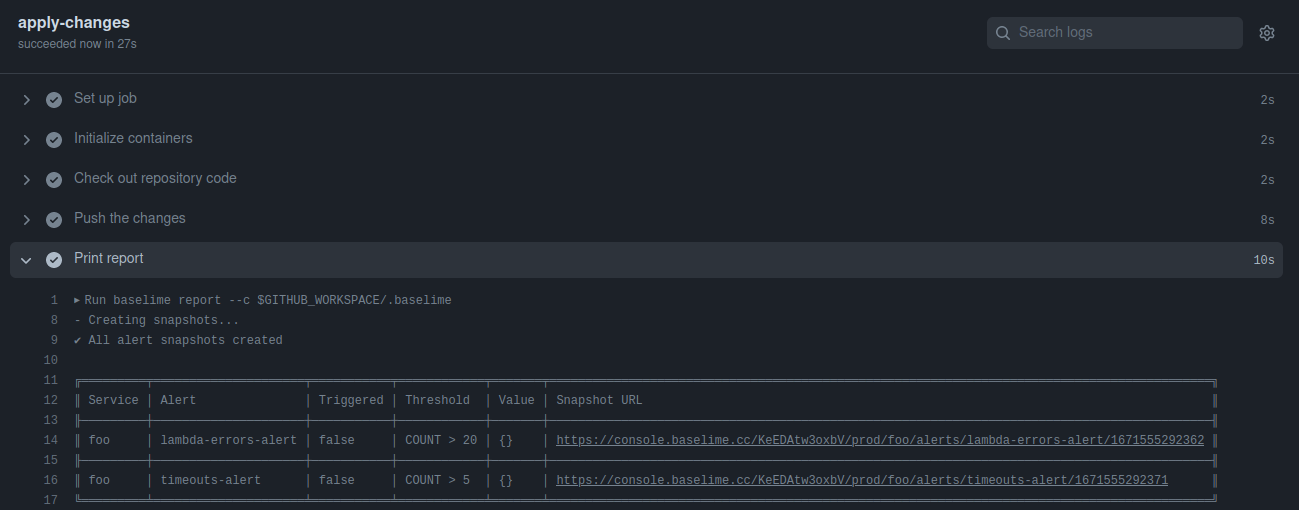 apply-changes
succeeded now in 27s
Search logs
Set up job 2s
Initialize containers 2s
Check out repository code 2s
Push the changes 8s
Print report 10s
1 ▸ Run baselime report --c $GITHUB_WORKSPACE/.baselime
8 - Creating snapshots...
9 ✔ All alert snapshots created
10
11
12 Service │ Alert │ Triggered │ Threshold │ Value │ Snapshot URL
13
14 foo │ lambda-errors-alert │ false │ COUNT > 20 │ {} │ https://console.baselime.cc/KeEDAtw3oxbV/prod/foo/alerts/lambda-errors-alert/1671555292362
15
16 foo │ timeouts-alert │ false │ COUNT > 5 │ {} │ https://console.baselime.cc/KeEDAtw3oxbV/prod/foo/alerts/timeouts-alert/1671555292371
17